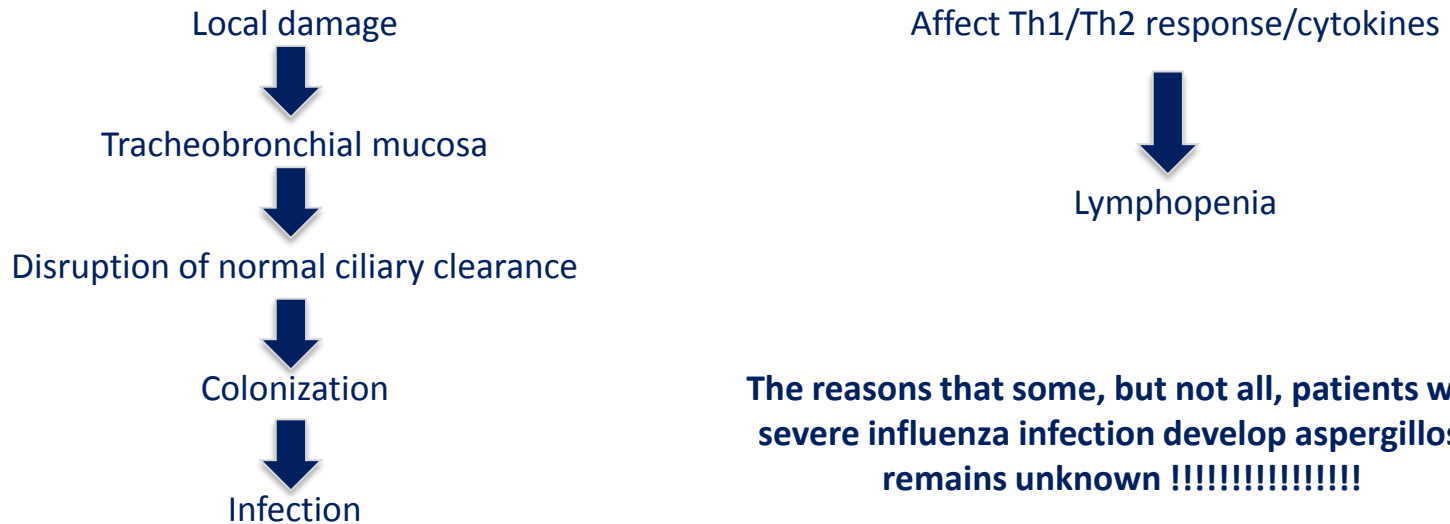 Local damage
Tracheobronchial mucosa
Disruption of normal ciliary clearance
Colonization
Infection
Affect Th1/Th2 response/cytokines
Lymphopenia
The reasons that some, but not all, patients
severe influenza infection develop
remains unknown !!!!!!!!!!!!!!!!